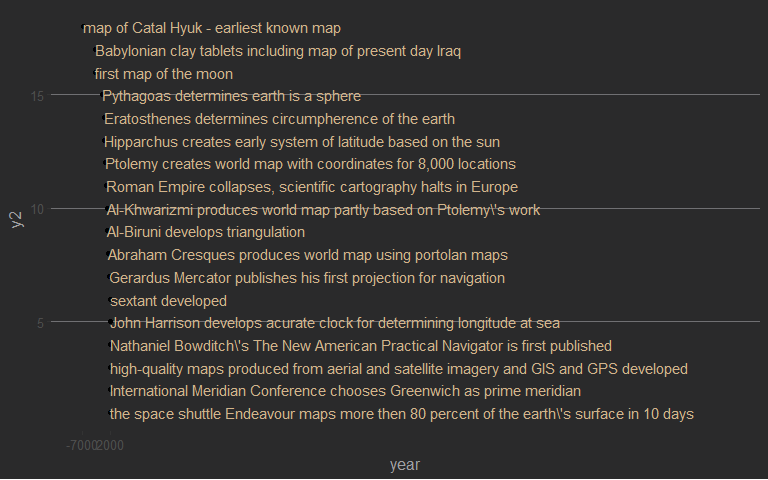 map of Catal Hyuk - earliest known map
Babylonian clay tablets including map of present day Iraq
first map of the moon
15
Pythagoas determines earth is a sphere
Eratosthenes determines circumpherence of the earth
Hipparchus creates early system of latitude based on the sun
Ptolemy creates world map with coordinates for 8,000 locations
Roman Empire collapses, scientific cartography halts in Europe
10
Al-Khwarizmi produces world map partly based on Ptolemy\'s work
y2
Al-Biruni develops triangulation
Abraham Cresques produces world map using portolan maps
Gerardus Mercator publishes his first projection for navigation
sextant developed
5
John Harrison develops acurate clock for determining longitude at sea
Nathaniel Bowditch\'s The New American Practical Navigator is first published
high-quality maps produced from aerial and satellite imagery and GIS and GPS developed
International Meridian Conference chooses Greenwich as prime meridian
the space shuttle Endeavour maps more then 80 percent of the earth\'s surface in 10 days
-7000 2000
year